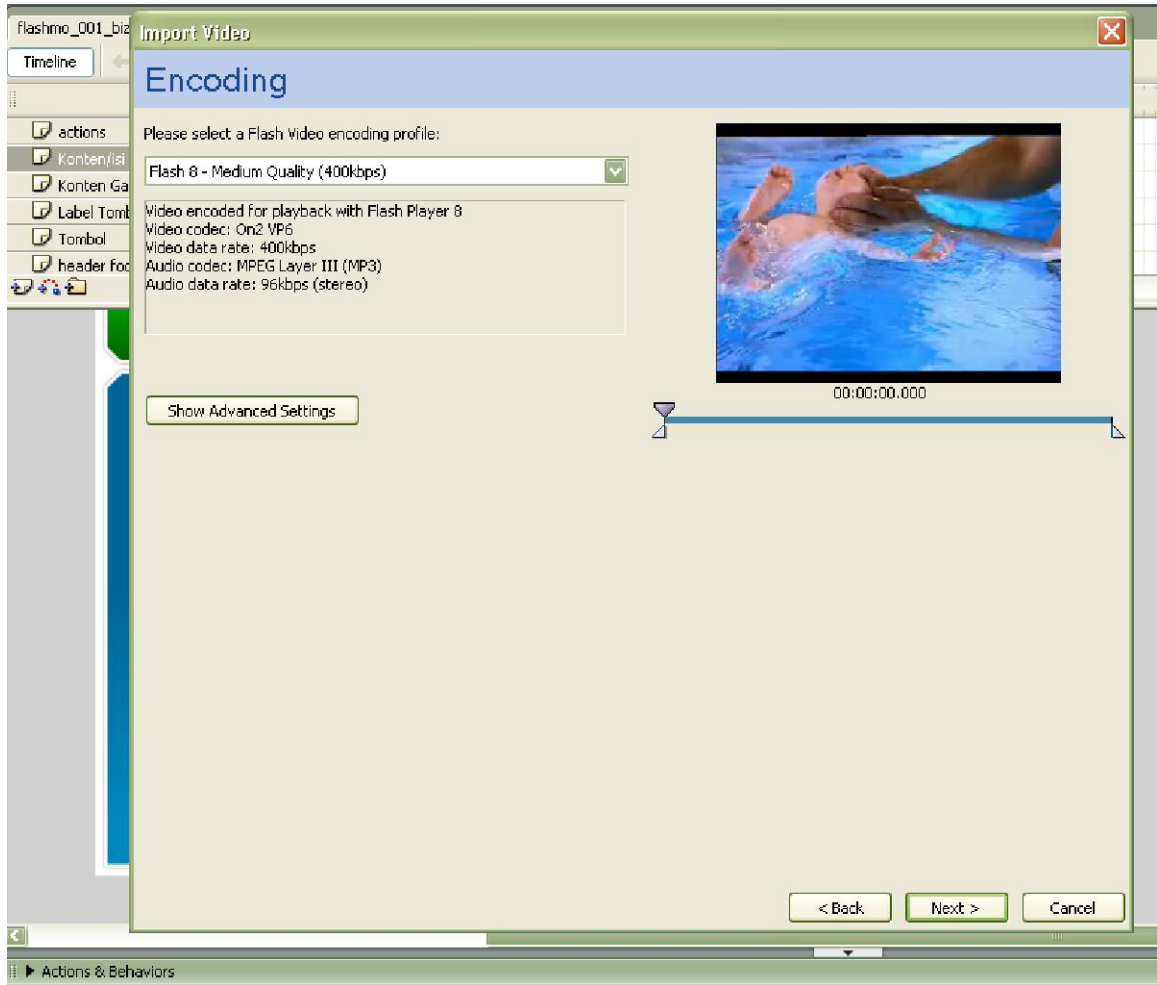 flashmo_001_biz
Import Video
Timeline
Encoding
actions
Konten/isi
Konten Ga
Label Tomb
Tombol
header foo
Please select a Flash Video encoding profile:
Flash 8 - Medium Quality (400kbps)
Video encoded for playback with Flash Player 8
Video codec: On2 VP6
Video data rate: 400kbps
Audio codec: MPEG Layer III (MP3)
Audio data rate: 96kbps (stereo)
00:00:00.000
Show Advanced Settings
< Back
Next >
Cancel
Actions & Behaviors